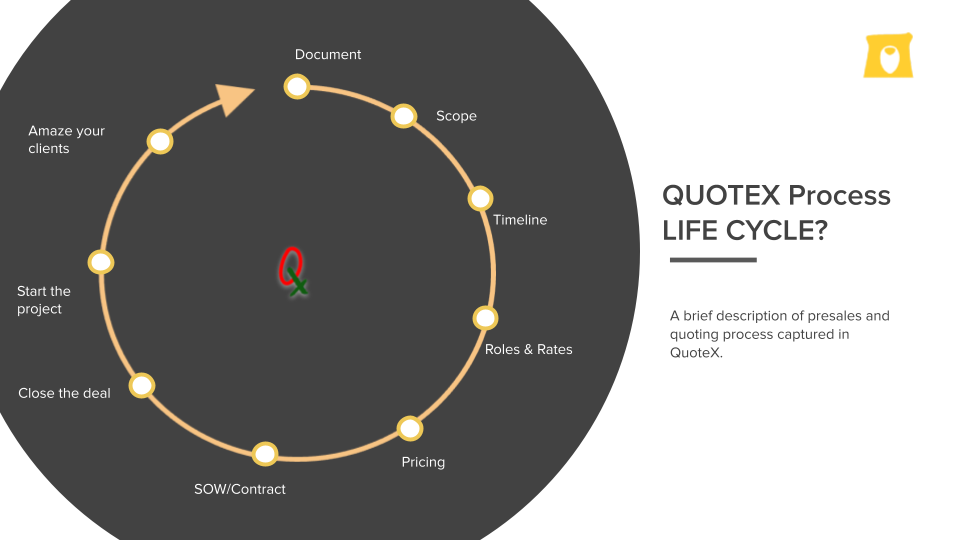 Document
Scope
Timeline
Roles & Rates
Pricing
SOW/Contract
Close the deal
Start the
project
Amaze your
clients
Qx
QUOTEX Process
LIFE CYCLE?
A brief description of presales and
quoting process captured in
QuoteX.